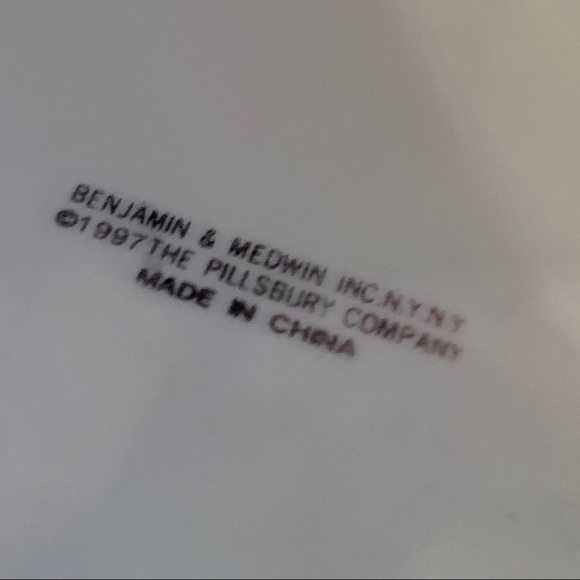 BENJAMIN & MEDWIN INC.N.Y.N.Y
©1997THE PILLSBURY COMPANY
MADE IN CHINA